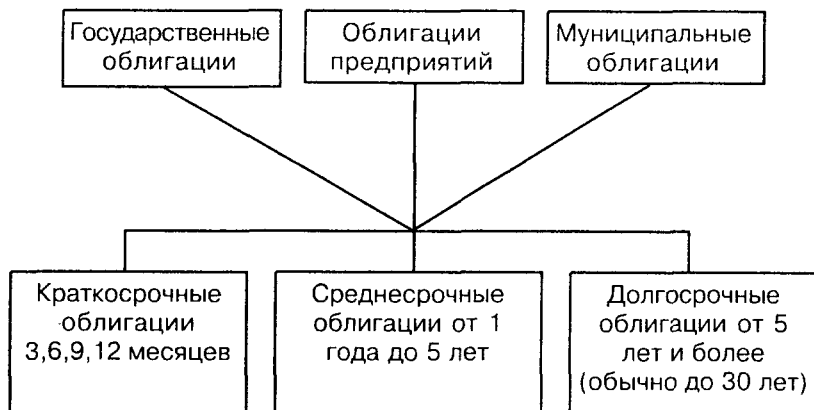 Государственные
облигации
Облигации
предприятий
Муниципальные
облигации
Краткосрочные
облигации
3,6,9,12 месяцев
Среднесрочные
облигации от 1
года до 5 лет
Долгосрочные
облигации от 5
лет и более
(обычно до 30 лет)